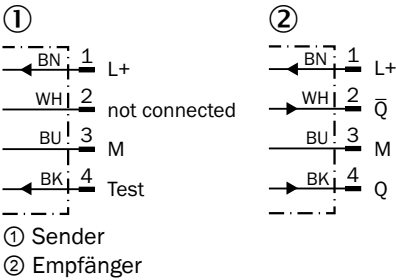 ①
BN 1 L+
WH 2 not connected
BU 3 M
BK 4 Test
②
BN 1 L+
WH 2 Q̅
BU 3 M
BK 4 Q
① Sender
② Empfänger